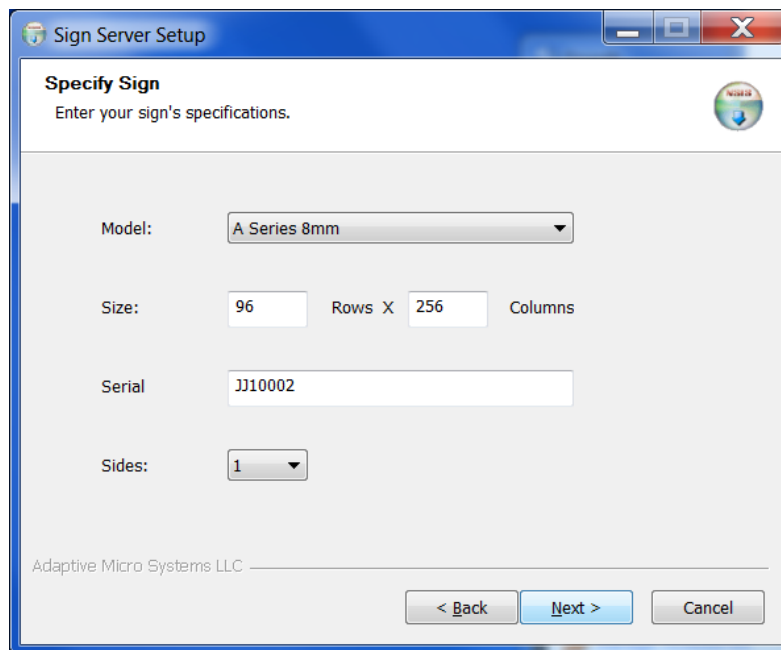 Sign Server Setup
Specify Sign
Enter your sign's specifications.
Model: A Series 8mm
Size: 96 Rows X 256 Columns
Serial JJ10002
Sides: 1
Adaptive Micro Systems LLC
< Back Next > Cancel